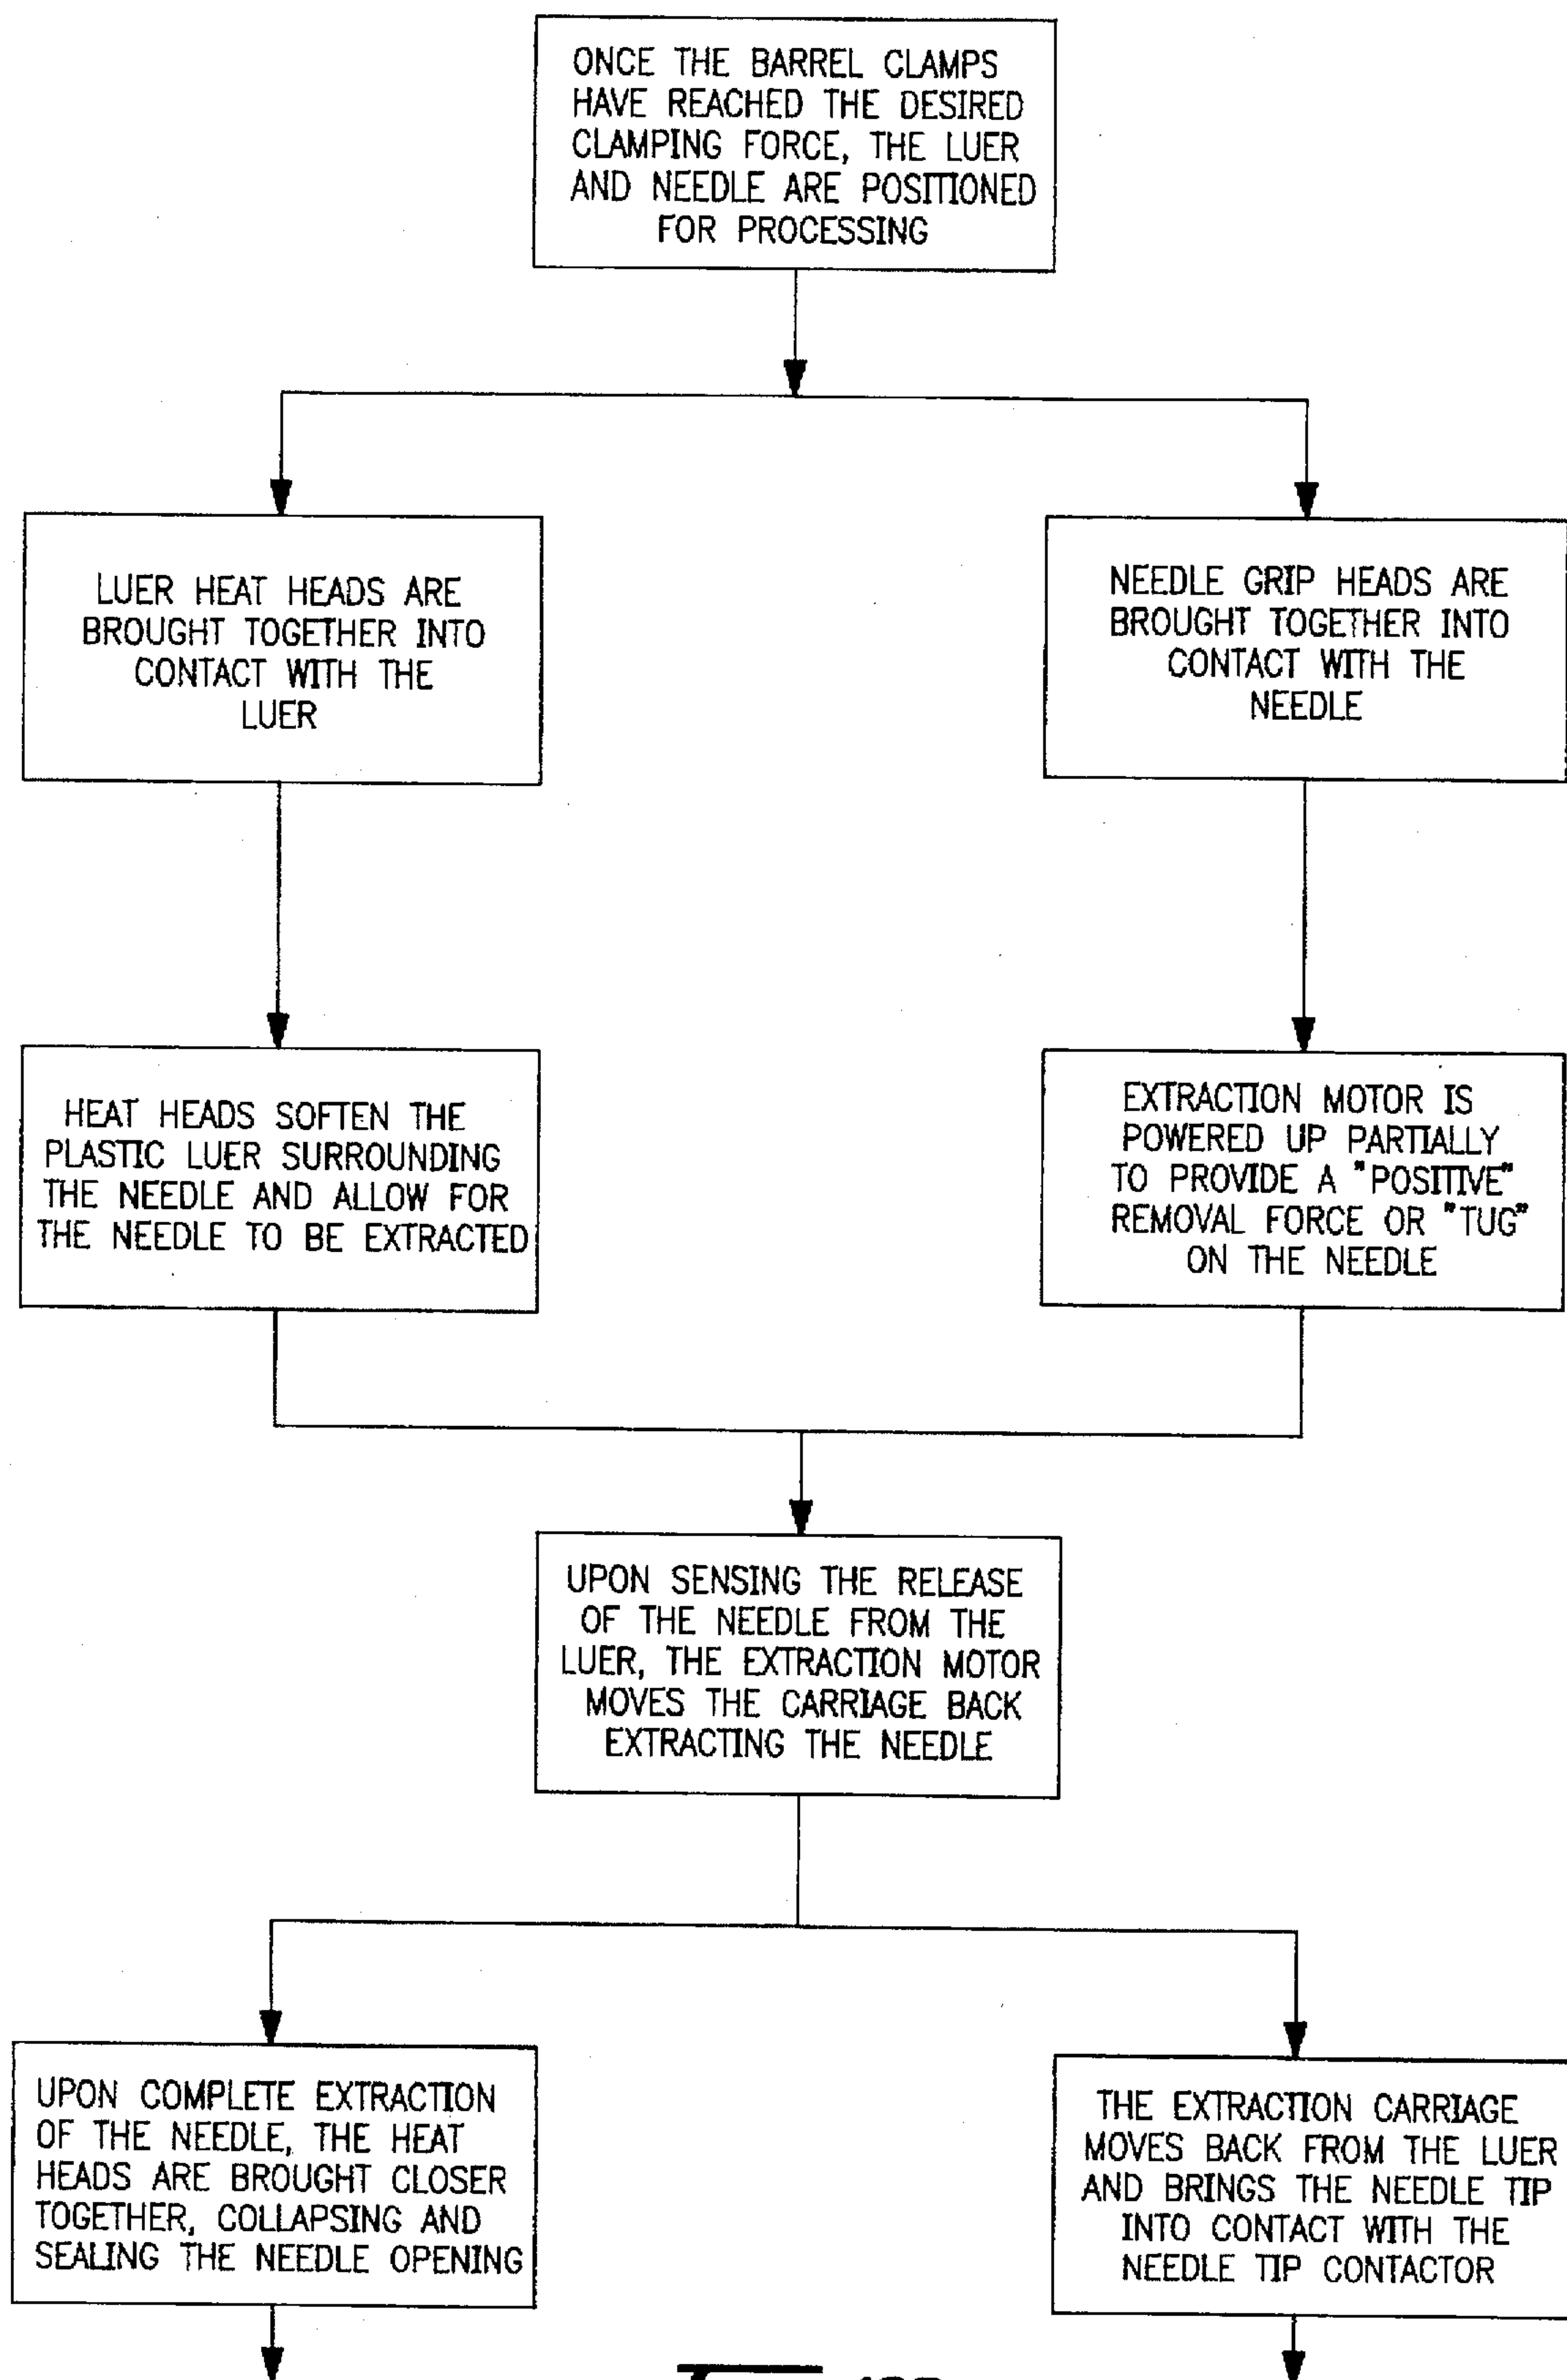 ONCE THE BARREL CLAMPS
HAVE REACHED THE DESIRED
CLAMPING FORCE, THE LUER
AND NEEDLE ARE POSITIONED
FOR PROCESSING
LUER HEAT HEADS ARE
BROUGHT TOGETHER INTO
CONTACT WITH THE
LUER
NEEDLE GRIP HEADS ARE
BROUGHT TOGETHER INTO
CONTACT WITH THE
NEEDLE
HEAT HEADS SOFTEN THE
PLASTIC LUER SURROUNDING
THE NEEDLE AND ALLOW FOR
THE NEEDLE TO BE EXTRACTED
EXTRACTION MOTOR IS
POWERED UP PARTIALLY
TO PROVIDE A "POSITIVE"
REMOVAL FORCE OR "TUG"
ON THE NEEDLE
UPON SENSING THE RELEASE
OF THE NEEDLE FROM THE
LUER, THE EXTRACTION MOTOR
MOVES THE CARRIAGE BACK
EXTRACTING THE NEEDLE
UPON COMPLETE EXTRACTION
OF THE NEEDLE, THE HEAT
HEADS ARE BROUGHT CLOSER
TOGETHER, COLLAPSING AND
SEALING THE NEEDLE OPENING
THE EXTRACTION CARRIAGE
MOVES BACK FROM THE LUER
AND BRINGS THE NEEDLE TIP
INTO CONTACT WITH THE
NEEDLE TIP CONTACTOR